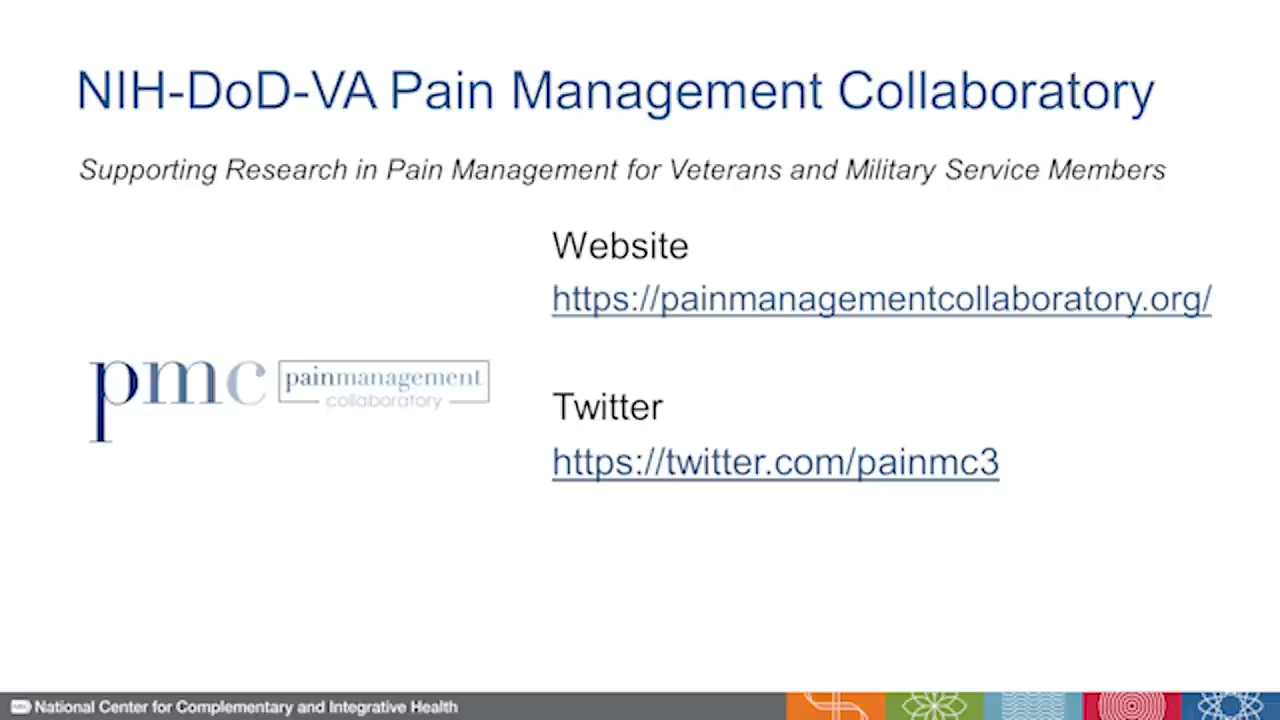 NIH-DoD-VA Pain Management Collaboratory
Supporting Research in Pain Management for Veterans and Military Service Members
Website
https://painmanagementcollaboratory.org/
pmc painmanagement
collaboratory
Twitter
https://twitter.com/painmc3
National Center for Complementary and Integrative Health